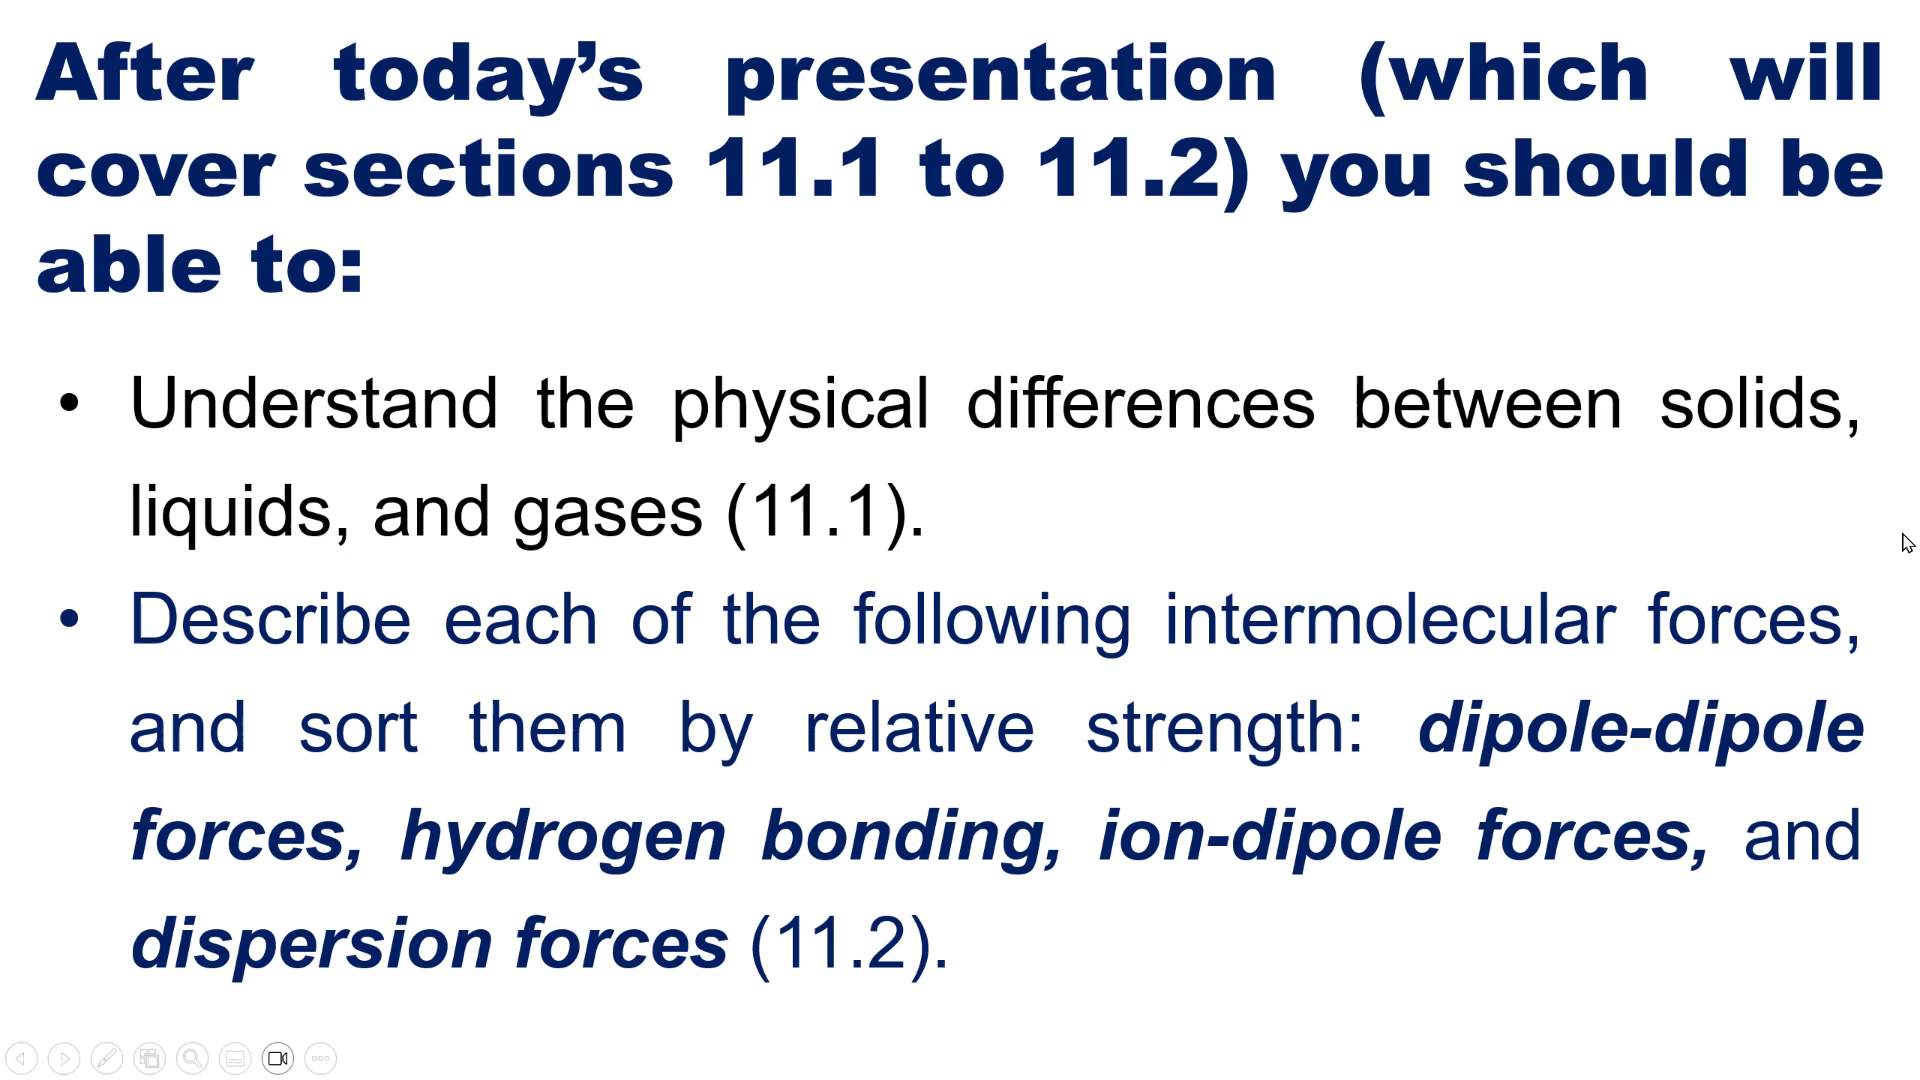 After today’s presentation (which will
cover sections 11.1 to 11.2) you should be
able to:
• Understand the physical differences between solids,
liquids, and gases (11.1).
• Describe each of the following intermolecular forces,
and sort them by relative strength: dipole-dipole
forces, hydrogen bonding, ion-dipole forces, and
dispersion forces (11.2).